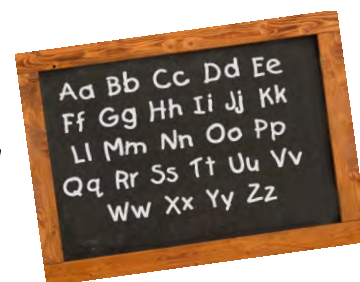 Aa Bb Cc Dd Ee
Ff Gg Hh Ii Jj Kk
Ll Mm Nn Oo Pp
Qq Rr Ss Tt Uu Vv
Ww Xx Yy Zz